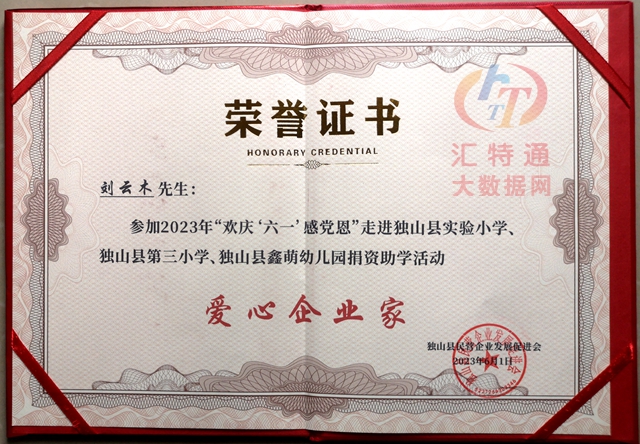 荣誉证书
HONORARY CREDENTIAL
汇特通
大数据网
刘云木 先生：
参加2023年“欢庆‘六一’感党恩”走进独山县实验小学、
独山县第三小学、独山县鑫萌幼儿园捐资助学活动
爱心企业家
独山县民营企业发展促进会
2023年6月1日